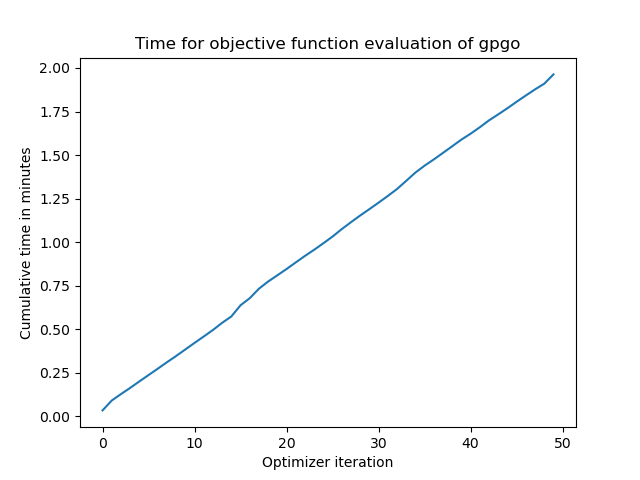 Time for objective function evaluation of gpgo
Cumulative time in minutes
2.00
1.75
1.50
1.25
1.00
0.75
0.50
0.25
0.00
0 10 20 30 40 50
Optimizer iteration